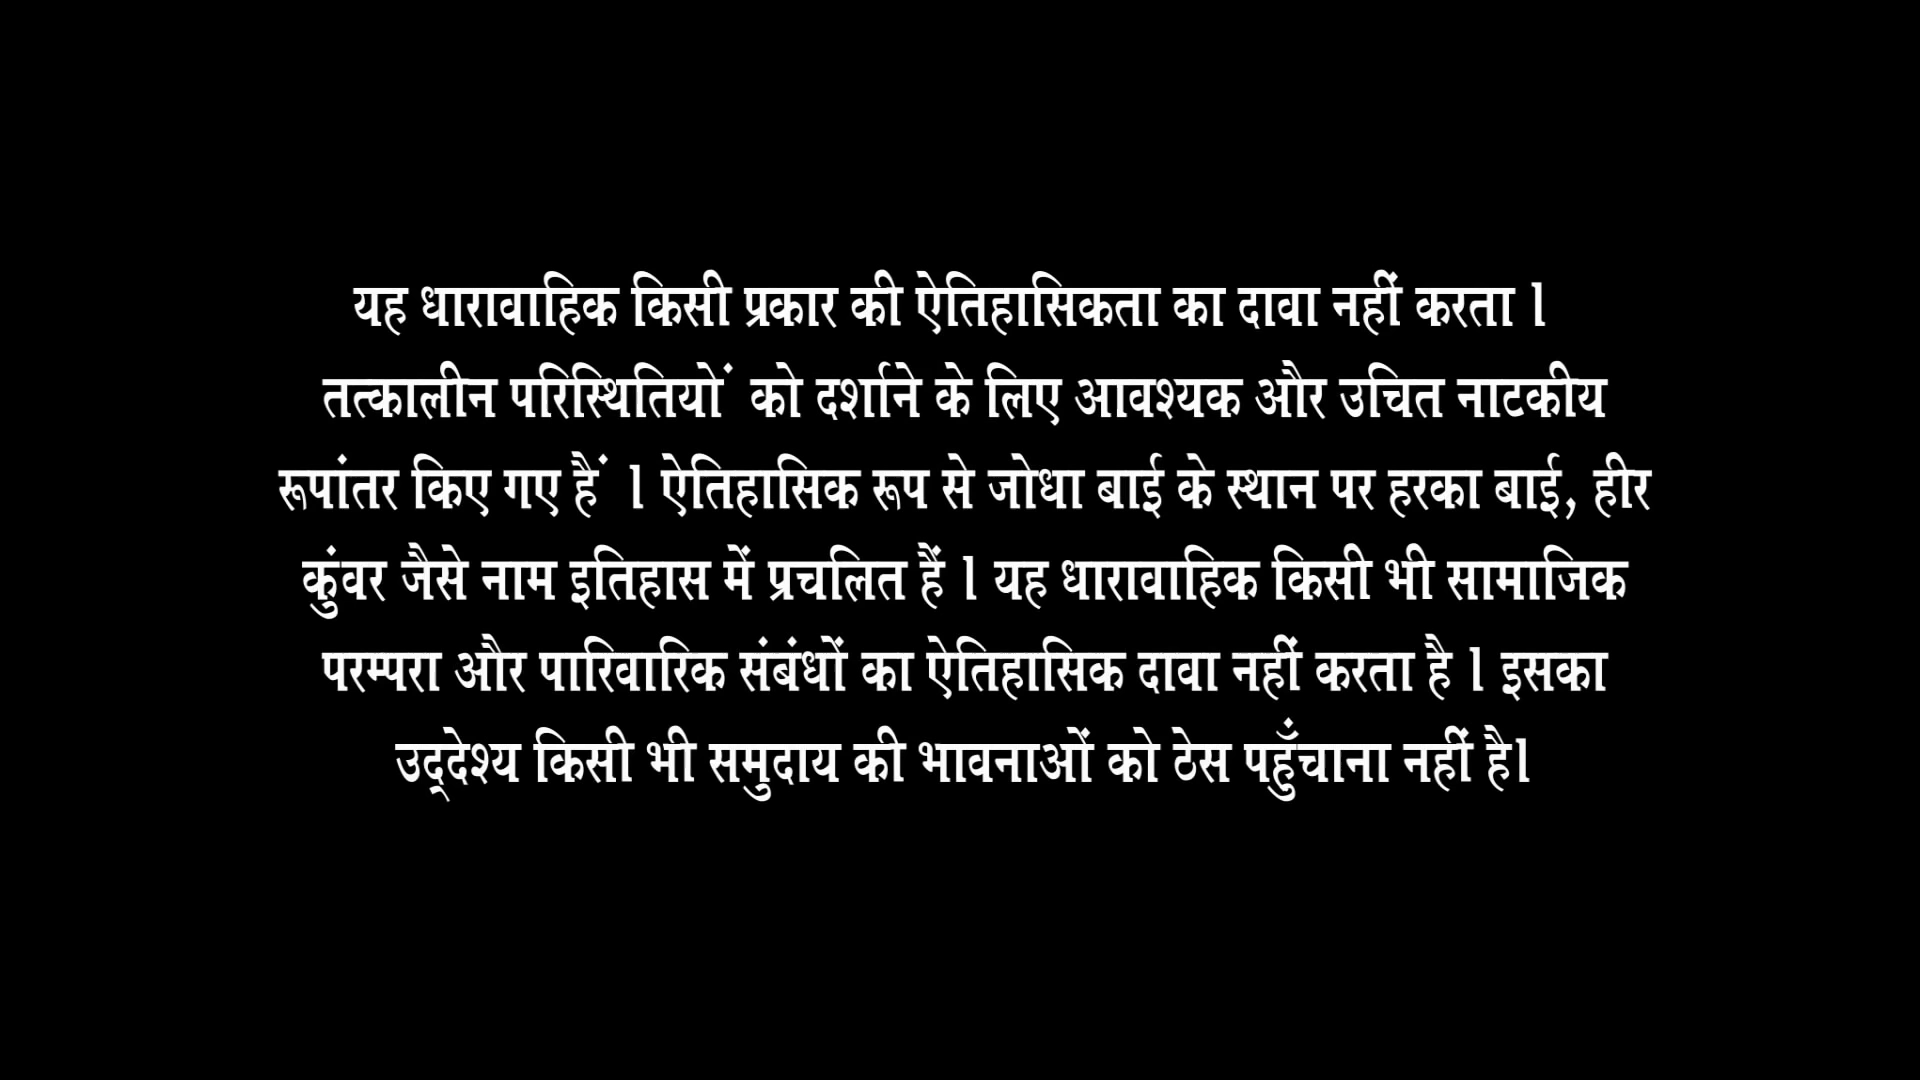 यह धारावाहिक किसी प्रकार की ऐतिहासिकता का दावा नहीं करता ।
तत्कालीन परिस्थितियों को दर्शाने के लिए आवश्यक और उचित नाटकीय
रूपांतर किए गए हैं । ऐतिहासिक रूप से जोधा बाई के स्थान पर हरका बाई, हीर
कुंवर जैसे नाम इतिहास में प्रचलित हैं । यह धारावाहिक किसी भी सामाजिक
परम्परा और पारिवारिक संबंधों का ऐतिहासिक दावा नहीं करता है । इसका
उद्देश्य किसी भी समुदाय की भावनाओं को ठेस पहुँचाना नहीं है।